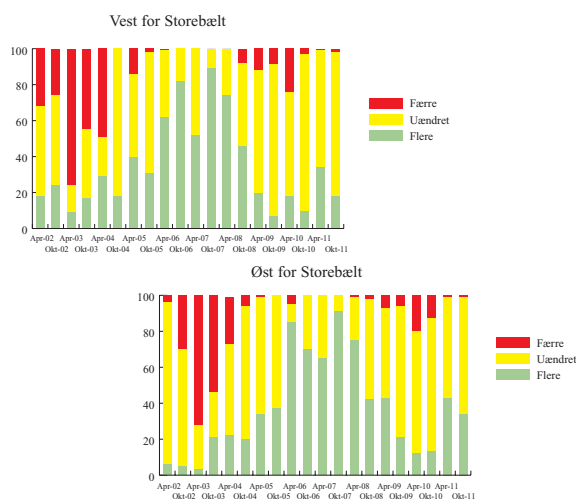 Vest for Storebælt
100
80
60
40
20
0
Apr-02 Apr-03 Apr-04 Apr-05 Apr-06 Apr-07 Apr-08 Apr-09 Apr-10 Apr-11
Okt-02 Okt-03 Okt-04 Okt-05 Okt-06 Okt-07 Okt-08 Okt-09 Okt-10 Okt-11
Færre
Uændret
Flere
Øst for Storebælt
100
80
60
40
20
0
Apr-02 Apr-03 Apr-04 Apr-05 Apr-06 Apr-07 Apr-08 Apr-09 Apr-10 Apr-11
Okt-02 Okt-03 Okt-04 Okt-05 Okt-06 Okt-07 Okt-08 Okt-09 Okt-10 Okt-11
Færre
Uændret
Flere